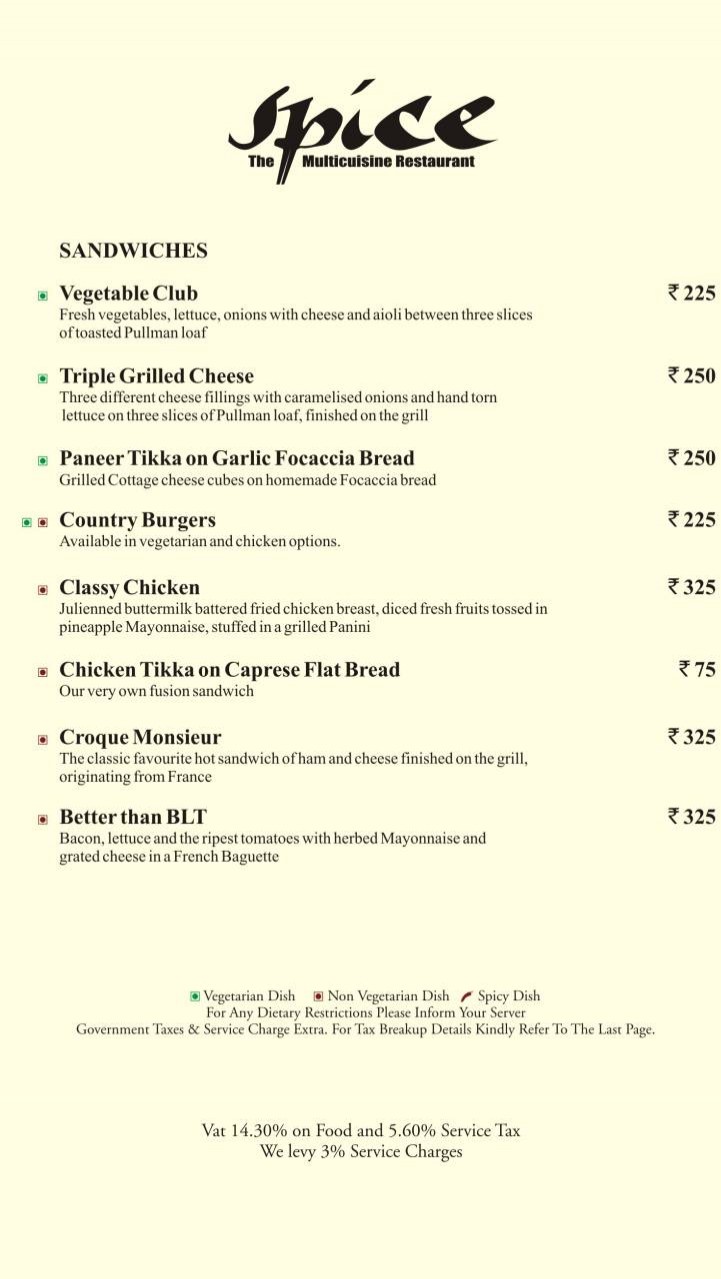 Spice
The Multicuisine Restaurant
SANDWICHES
Vegetable Club ₹ 225
Fresh vegetables, lettuce, onions with cheese and aioli between three slices
of toasted Pullman loaf
Triple Grilled Cheese ₹ 250
Three different cheese fillings with caramelised onions and hand torn
lettuce on three slices of Pullman loaf, finished on the grill
Paneer Tikka on Garlic Focaccia Bread ₹ 250
Grilled Cottage cheese cubes on homemade Focaccia bread
Country Burgers ₹ 225
Available in vegetarian and chicken options.
Classy Chicken ₹ 325
Julienned buttermilk battered fried chicken breast, diced fresh fruits tossed in
pineapple Mayonnaise, stuffed in a grilled Panini
Chicken Tikka on Caprese Flat Bread ₹ 75
Our very own fusion sandwich
Croque Monsieur ₹ 325
The classic favourite hot sandwich of ham and cheese finished on the grill,
originating from France
Better than BLT ₹ 325
Bacon, lettuce and the ripest tomatoes with herbed Mayonnaise and
grated cheese in a French Baguette
Vegetarian Dish Non Vegetarian Dish Spicy Dish
For Any Dietary Restrictions Please Inform Your Server
Government Taxes & Service Charge Extra. For Tax Breakup Details Kindly Refer To The Last Page.
Vat 14.30% on Food and 5.60% Service Tax
We levy 3% Service Charges